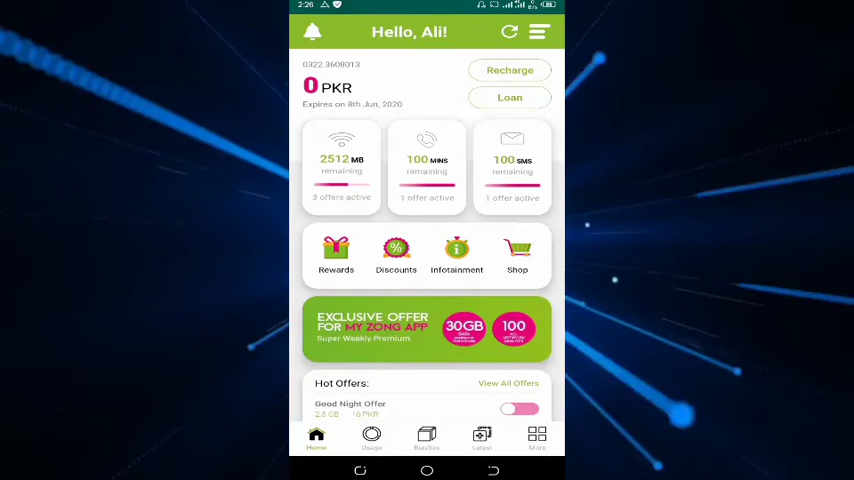 2:26
Hello, Ali!
0322 3608013
0 PKR
Expires on 8th Jun, 2020
Recharge
Loan
2512 MB
remaining
3 offers active
100 MINS
remaining
1 offer active
100 SMS
remaining
1 offer active
Rewards
Discounts
Infotainment
Shop
EXCLUSIVE OFFER
FOR MY ZONG APP
Super Weekly Premium
30GB
DATA
100
ALL
Hot Offers:
View All Offers
Good Night Offer
2.5 GB 16 PKR
Home
Usage
Bundles
Latest
More